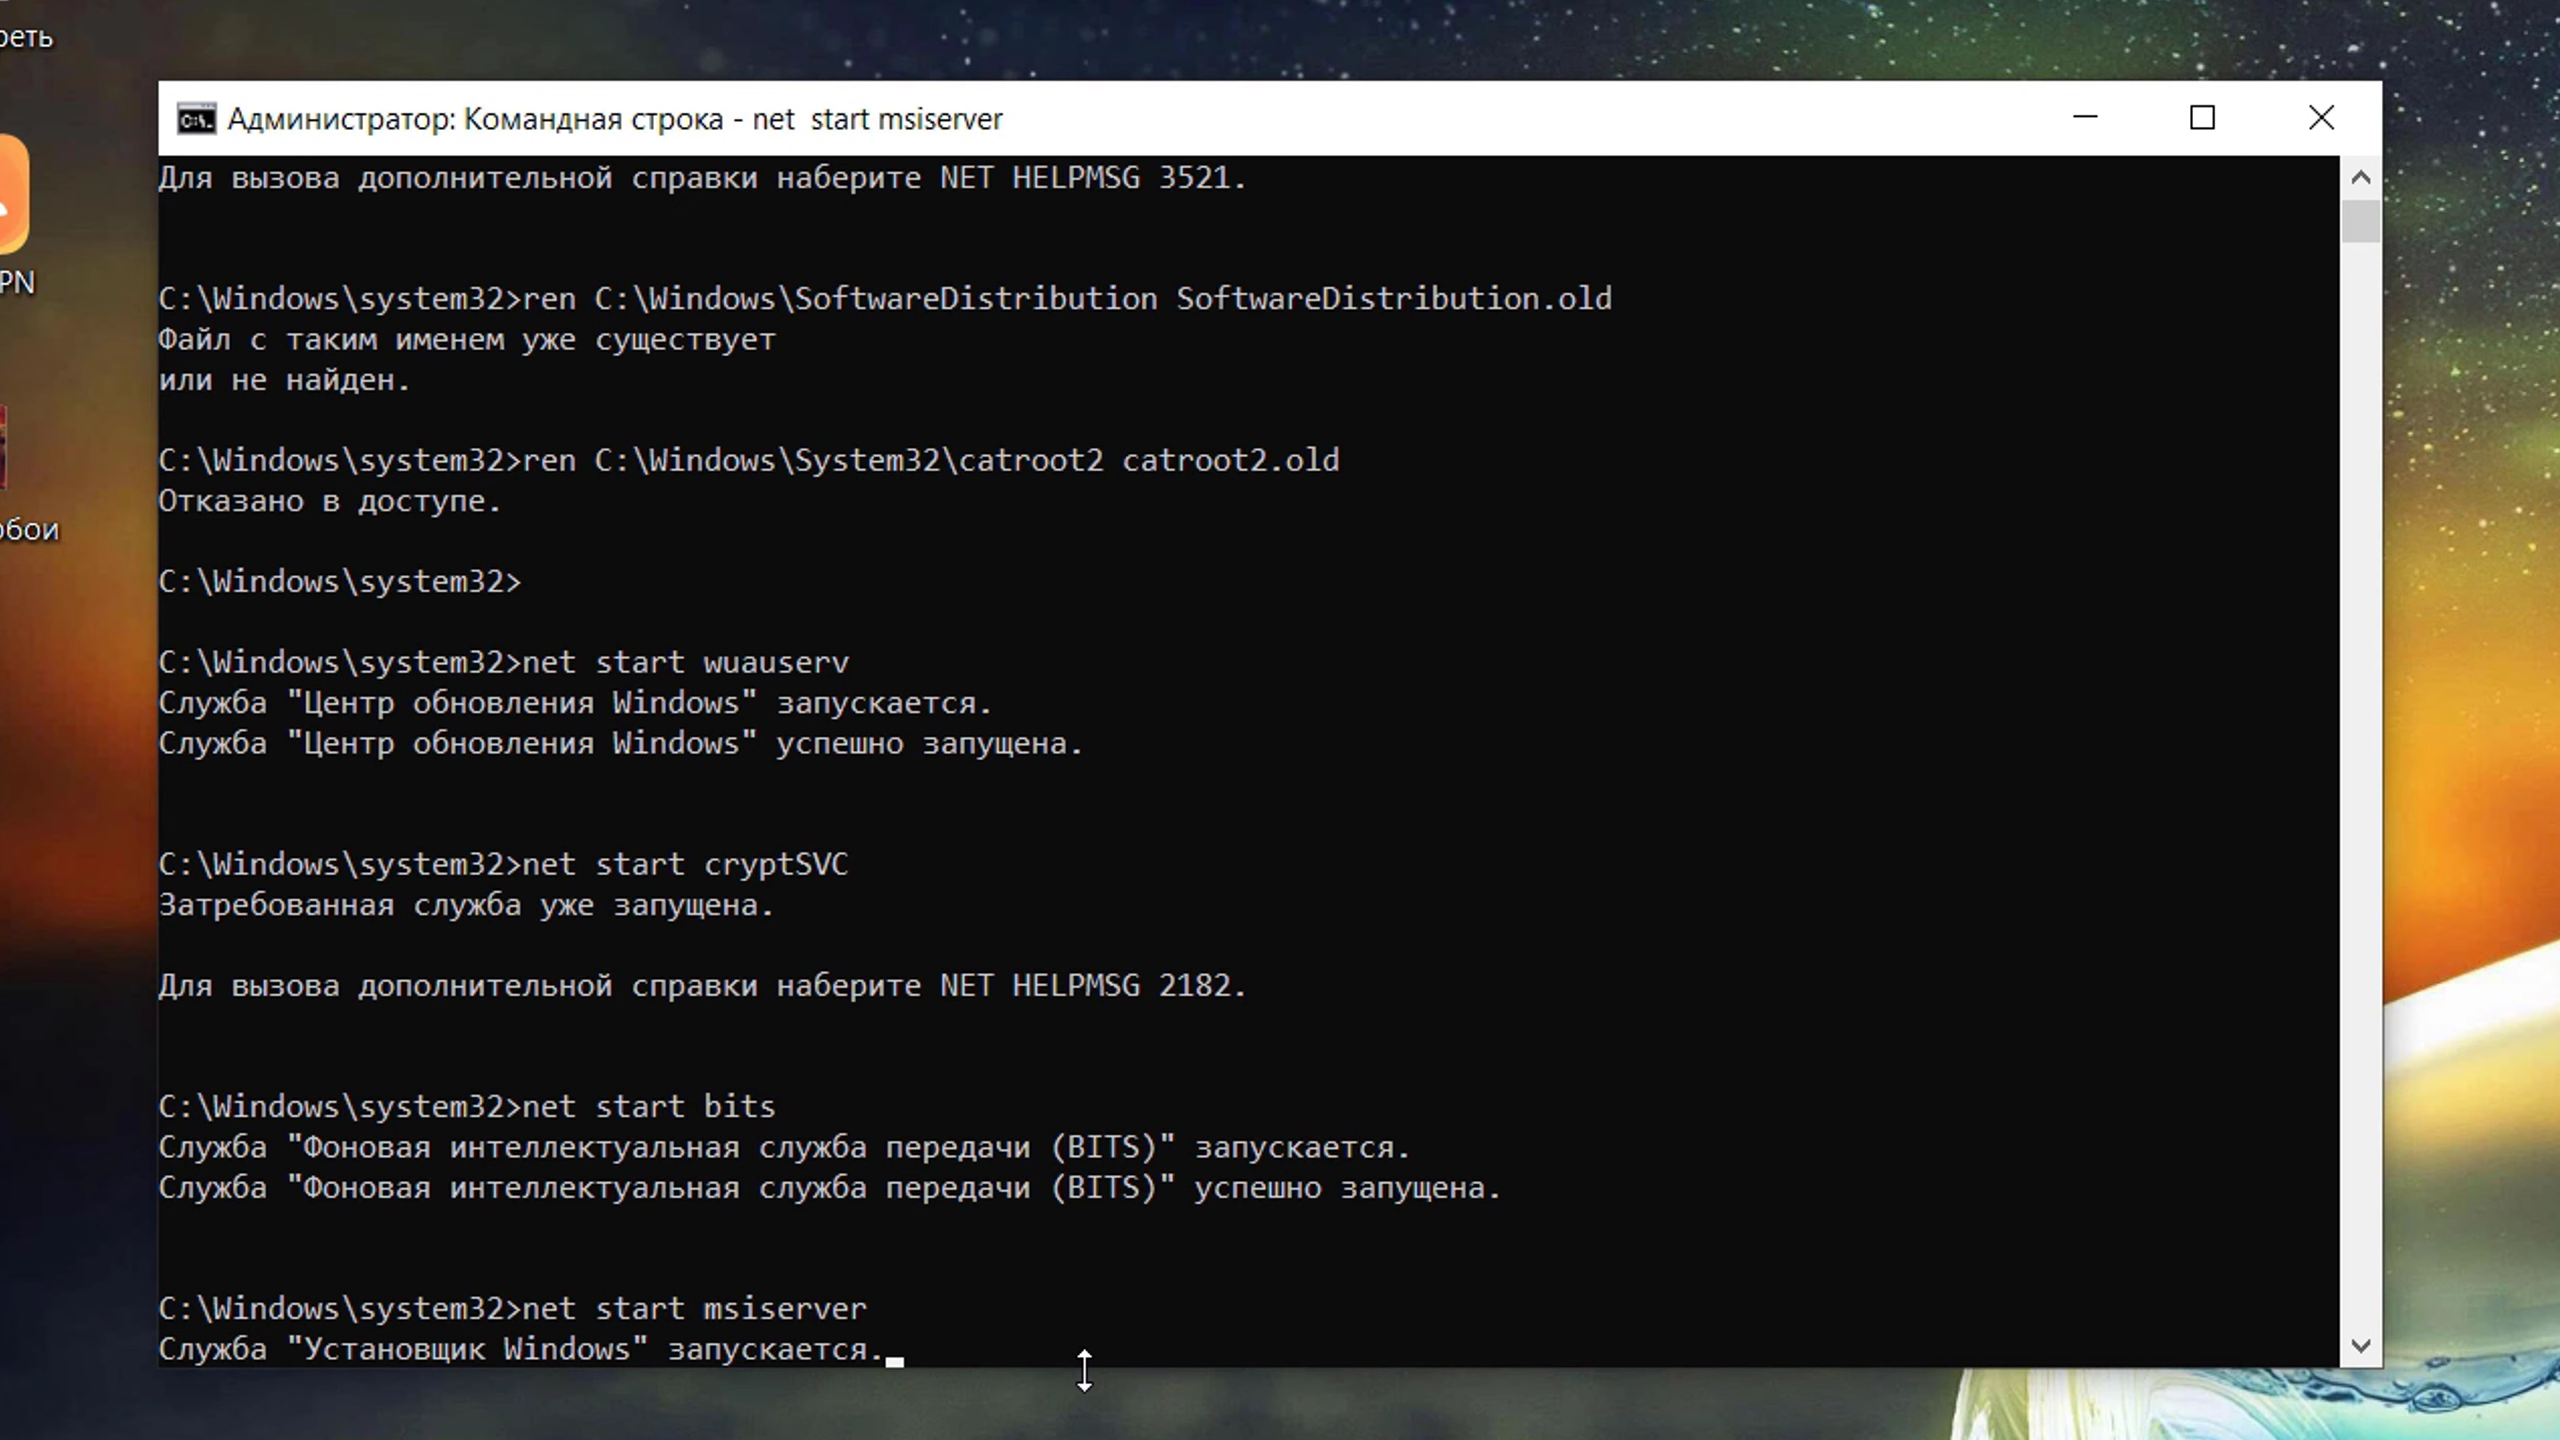 реть
PN
обои
Администратор: Командная строка - net  start msiserver
Для вызова дополнительной справки наберите NET HELPMSG 3521.
C:\Windows\system32>ren C:\Windows\SoftwareDistribution SoftwareDistribution.old
Файл с таким именем уже существует
или не найден.
C:\Windows\system32>ren C:\Windows\System32\catroot2 catroot2.old
Отказано в доступе.
C:\Windows\system32>
C:\Windows\system32>net start wuauserv
Служба "Центр обновления Windows" запускается.
Служба "Центр обновления Windows" успешно запущена.
C:\Windows\system32>net start cryptSVC
Затребованная служба уже запущена.
Для вызова дополнительной справки наберите NET HELPMSG 2182.
C:\Windows\system32>net start bits
Служба "Фоновая интеллектуальная служба передачи (BITS)" запускается.
Служба "Фоновая интеллектуальная служба передачи (BITS)" успешно запущена.
C:\Windows\system32>net start msiserver
Служба "Установщик Windows" запускается.